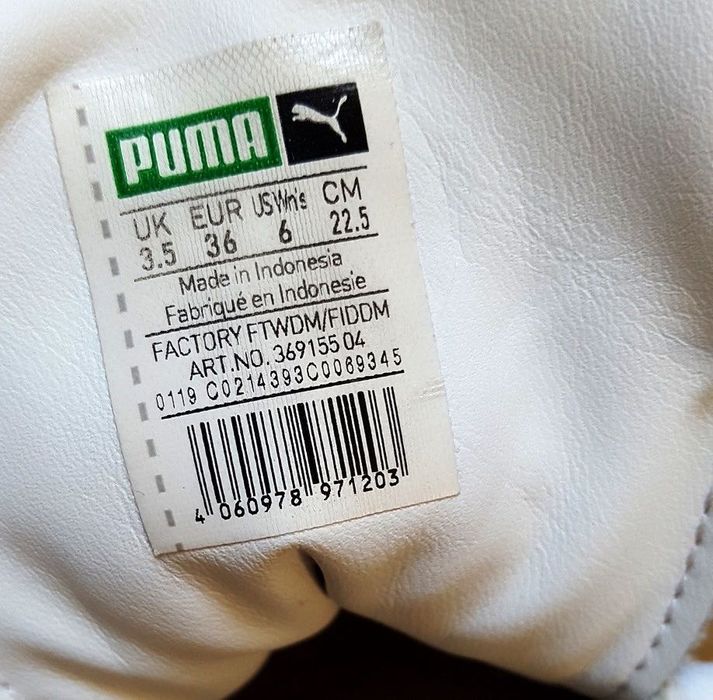 PUMA
UK EUR US Wn's CM
3.5 36 6 22.5
Made in Indonesia
Fabriqué en Indonesie
FACTORY FTWDM/FIDDM
ART.NO. 369155 04
0119 C0214393C0069345
4 060978 971203